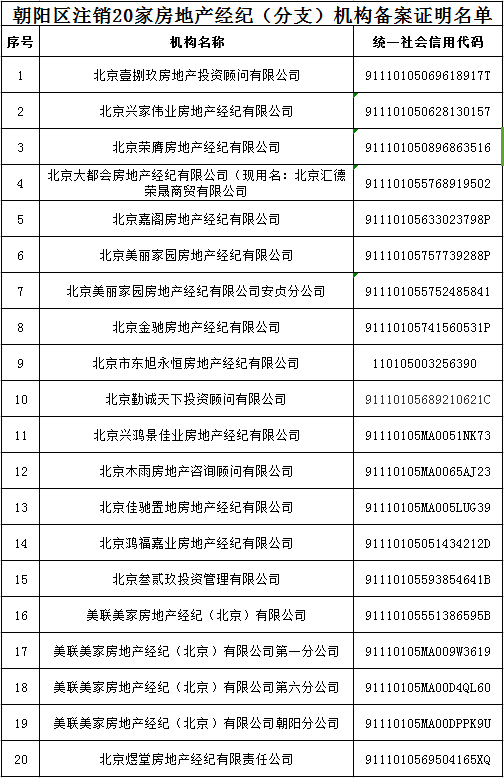 朝阳区注销20家房地产经纪（分支）机构备案证明名单
序号 机构名称 统一社会信用代码
1 北京壹捌玖房地产投资顾问有限公司 91110105069618917T
2 北京兴家伟业房地产经纪有限公司 911101050628130157
3 北京荣膺房地产经纪有限公司 911101050896863516
4 北京大都会房地产经纪有限公司（现用名：北京汇德
荣晟商贸有限公司 911101055768919502
5 北京嘉阁房地产经纪有限公司 91110105633023798P
6 北京美丽家园房地产经纪有限公司 91110105757739288P
7 北京美丽家园房地产经纪有限公司安贞分公司 911101055752485841
8 北京金驰房地产经纪有限公司 91110105741560531P
9 北京市东旭永恒房地产经纪有限公司 110105003256390
10 北京勤诚天下投资顾问有限公司 91110105689210621C
11 北京兴鸿景佳业房地产经纪有限公司 91110105MA0051NK73
12 北京木雨房地产咨询顾问有限公司 91110105MA0065AJ23
13 北京佳驰置地房地产经纪有限公司 91110105MA005LUG39
14 北京鸿福嘉业房地产经纪有限公司 91110105051434212D
15 北京叁贰玖投资管理有限公司 91110105593854641B
16 美联美家房地产经纪（北京）有限公司 91110105551386595B
17 美联美家房地产经纪（北京）有限公司第一分公司 91110105MA009W3619
18 美联美家房地产经纪（北京）有限公司第六分公司 91110105MA00D4QL60
19 美联美家房地产经纪（北京）有限公司朝阳分公司 91110105MA00DPPK9U
20 北京煜堂房地产经纪有限责任公司 9111010569504165XQ